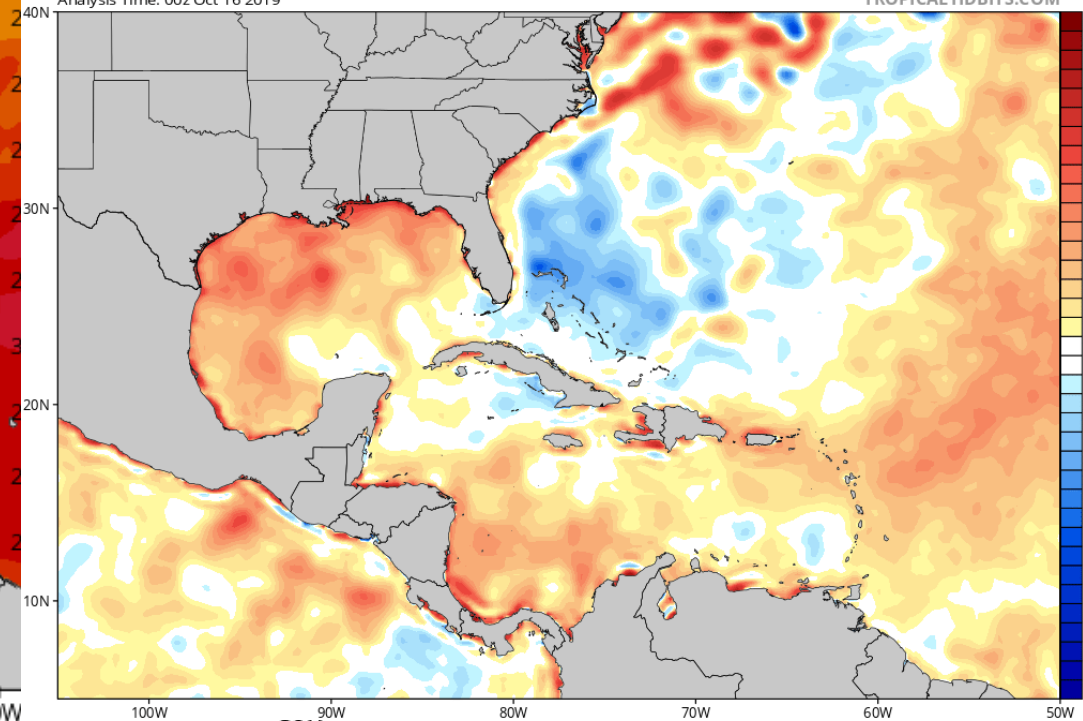 Analysis Time: 00z Oct 16 2019
TROPICALTIDBITS.COM
40N
30N
20N
10N
100W
90W
80W
70W
60W
50W